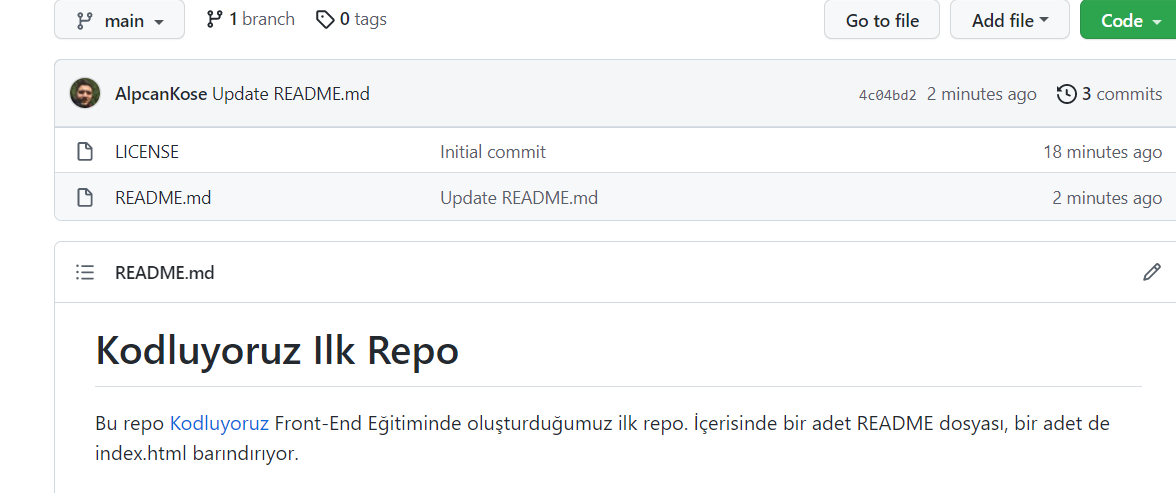 main
1 branch
0 tags
Go to file
Add file
Code
AlpcanKose Update README.md
4c04bd2 2 minutes ago
3 commits
LICENSE
Initial commit
18 minutes ago
README.md
Update README.md
2 minutes ago
README.md
Kodluyoruz Ilk Repo
Bu repo Kodluyoruz Front-End Eğitiminde oluşturduğumuz ilk repo. İçerisinde bir adet README dosyası, bir adet de
index.html barındırıyor.